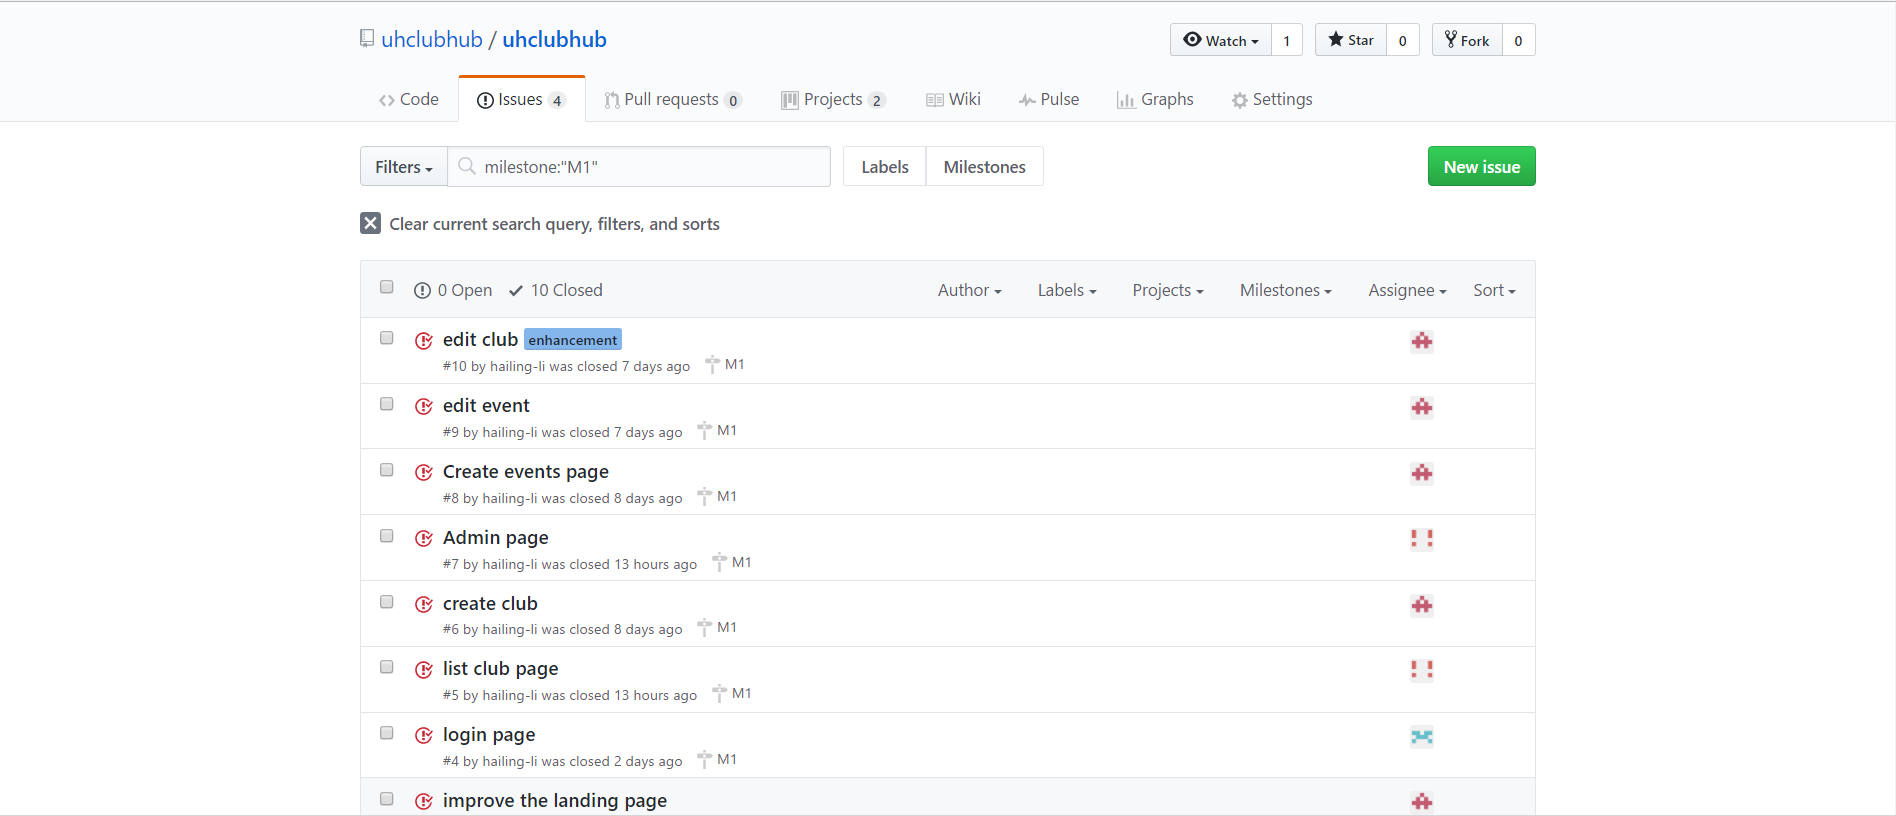 uhclubhub / uhclubhub
Watch 1 Star 0 Fork 0
Code Issues 4 Pull requests 0 Projects 2 Wiki Pulse Graphs Settings
Filters milestone:"M1" Labels Milestones New issue
Clear current search query, filters, and sorts
0 Open 10 Closed Author Labels Projects Milestones Assignee Sort
edit club enhancement
#10 by hailing-li was closed 7 days ago M1
edit event
#9 by hailing-li was closed 7 days ago M1
Create events page
#8 by hailing-li was closed 8 days ago M1
Admin page
#7 by hailing-li was closed 13 hours ago M1
create club
#6 by hailing-li was closed 8 days ago M1
list club page
#5 by hailing-li was closed 13 hours ago M1
login page
#4 by hailing-li was closed 2 days ago M1
improve the landing page